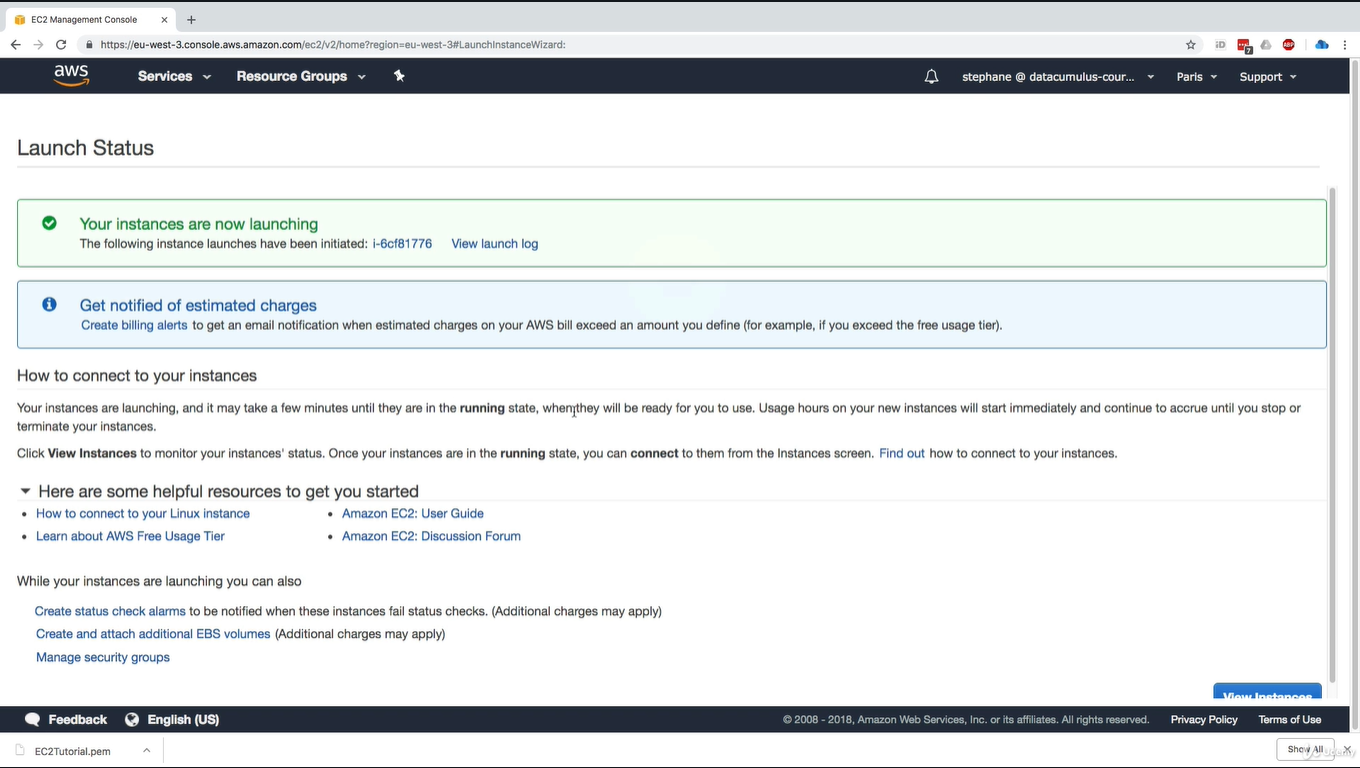 EC2 Management Console
https://eu-west-3.console.aws.amazon.com/ec2/v2/home?region=eu-west-3#LaunchInstanceWizard:
iD
7
ABP
aws
Services
Resource Groups
stephane @ datacumulus-cour...
Paris
Support
Launch Status
Your instances are now launching
The following instance launches have been initiated: i-6cf81776 View launch log
Get notified of estimated charges
Create billing alerts to get an email notification when estimated charges on your AWS bill exceed an amount you define (for example, if you exceed the free usage tier).
How to connect to your instances
Your instances are launching, and it may take a few minutes until they are in the running state, when they will be ready for you to use. Usage hours on your new instances will start immediately and continue to accrue until you stop or
terminate your instances.
Click View Instances to monitor your instances' status. Once your instances are in the running state, you can connect to them from the Instances screen. Find out how to connect to your instances.
Here are some helpful resources to get you started
How to connect to your Linux instance
Amazon EC2: User Guide
Learn about AWS Free Usage Tier
Amazon EC2: Discussion Forum
While your instances are launching you can also
Create status check alarms to be notified when these instances fail status checks. (Additional charges may apply)
Create and attach additional EBS volumes (Additional charges may apply)
Manage security groups
View Instances
Feedback
English (US)
© 2008 - 2018, Amazon Web Services, Inc. or its affiliates. All rights reserved.
Privacy Policy
Terms of Use
EC2Tutorial.pem
Show All
Udemy